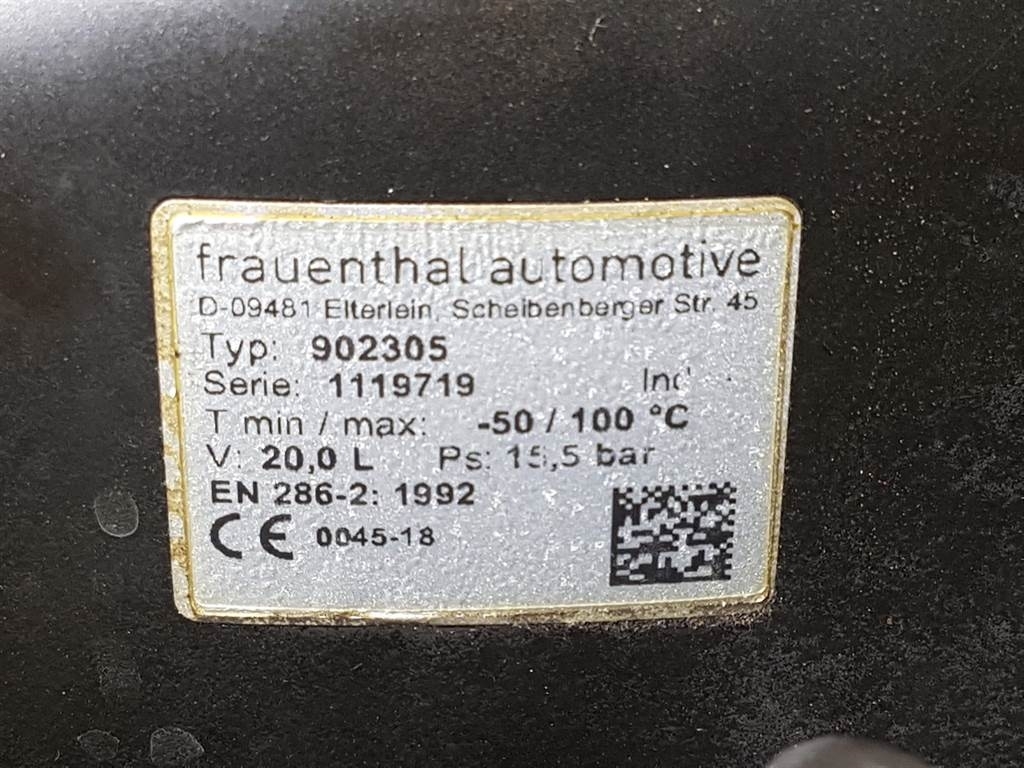 frauenthal automotive
D-09481 Elterlein, Scheibenberger Str. 45
Typ: 902305
Serie: 1119719
T min / max: -50 / 100 °C
V: 20,0 L Ps: 15,5 bar
EN 286-2: 1992
CE 0045-18